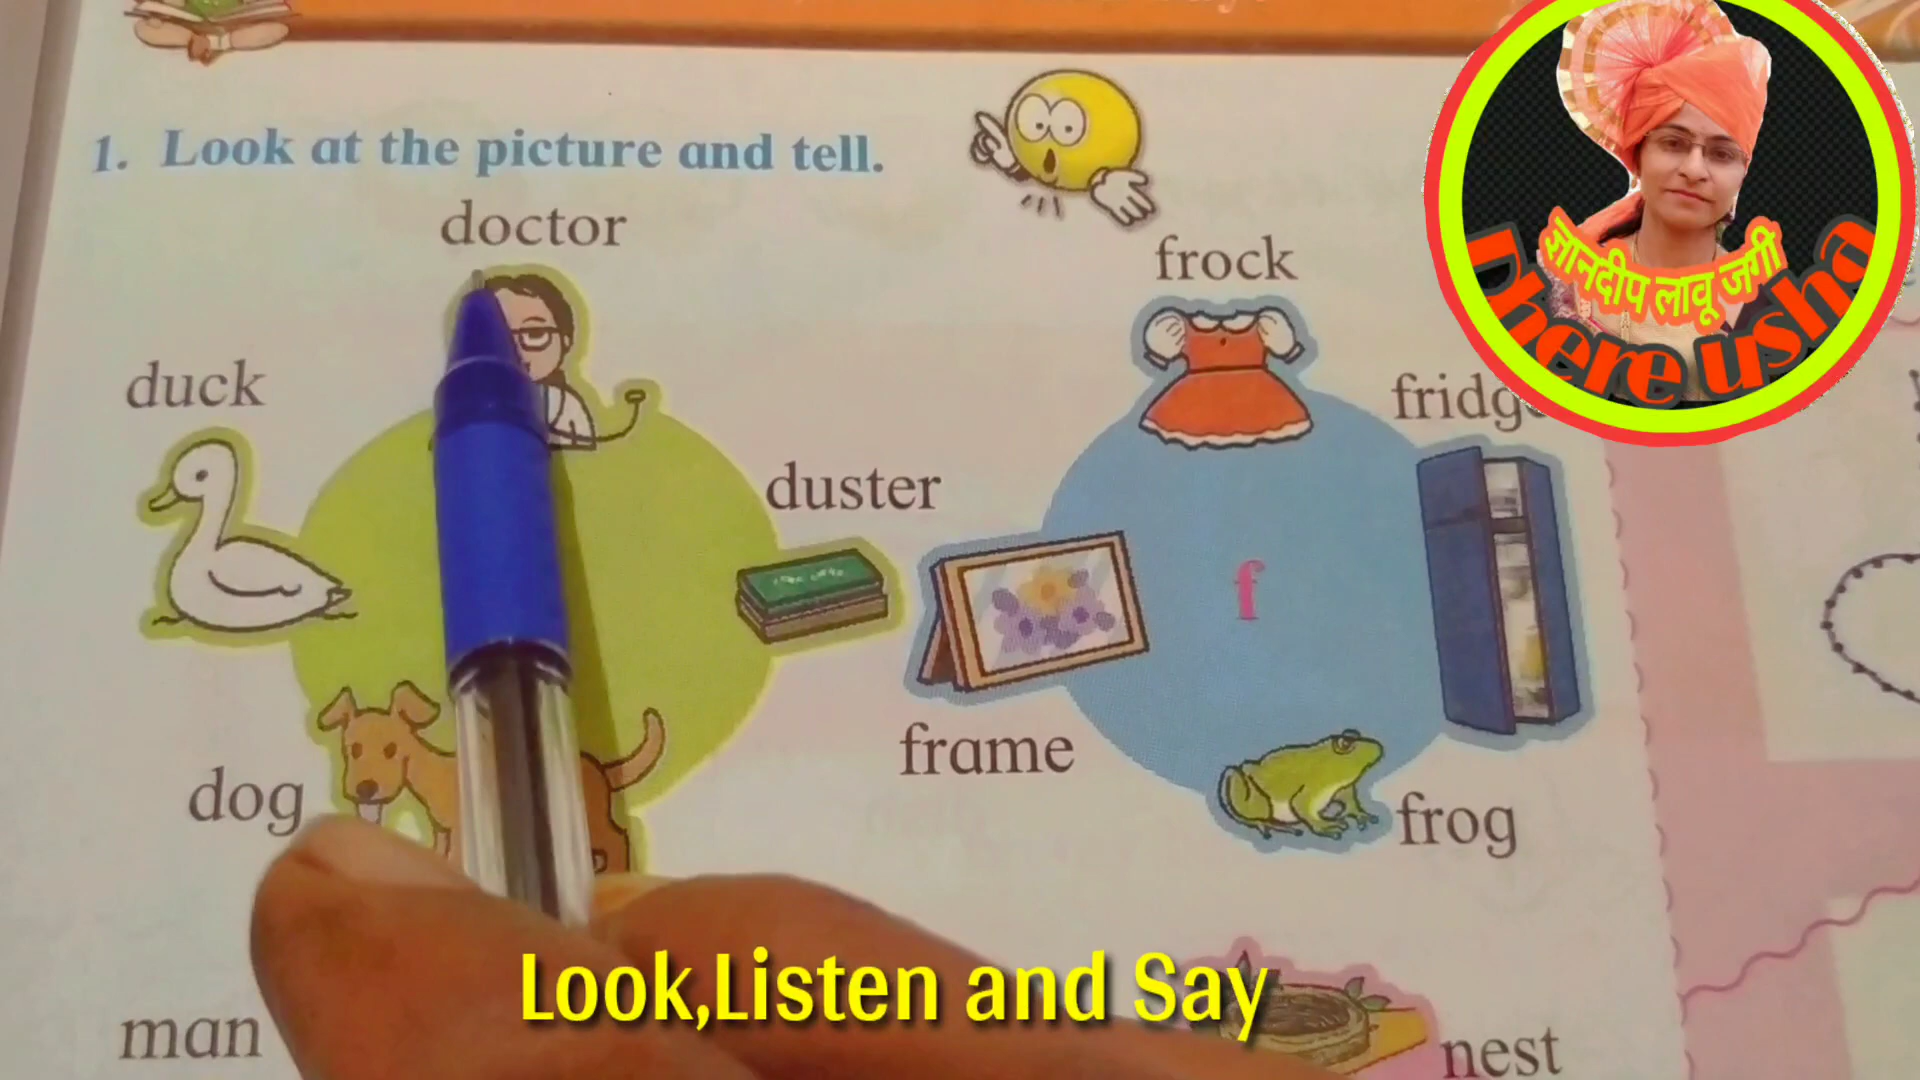 1. Look at the picture and tell.
doctor
frock
duck
duster
f
frame
dog
frog
man
nest
Look,Listen and Say
ज्ञानदीप लावू जगी
Dhere usha